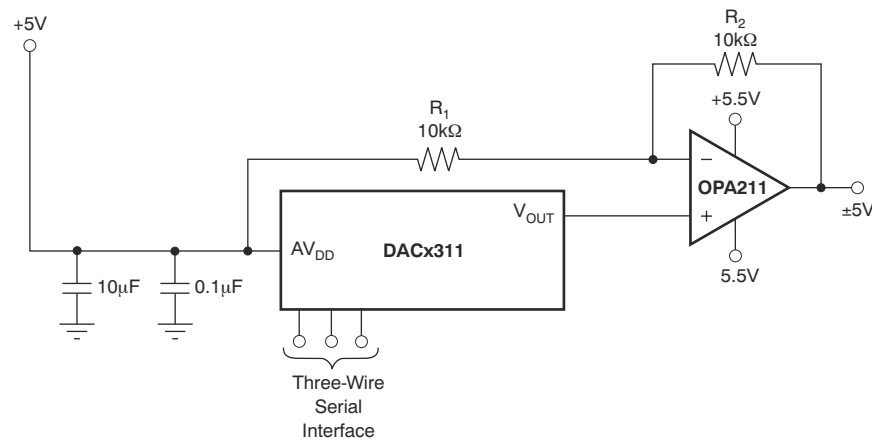 +5V
R2
10kΩ
+5.5V
R1
10kΩ
−
OPA211
+
±5V
5.5V
VOUT
AVDD
DACx311
10μF
0.1μF
Three-Wire
Serial
Interface